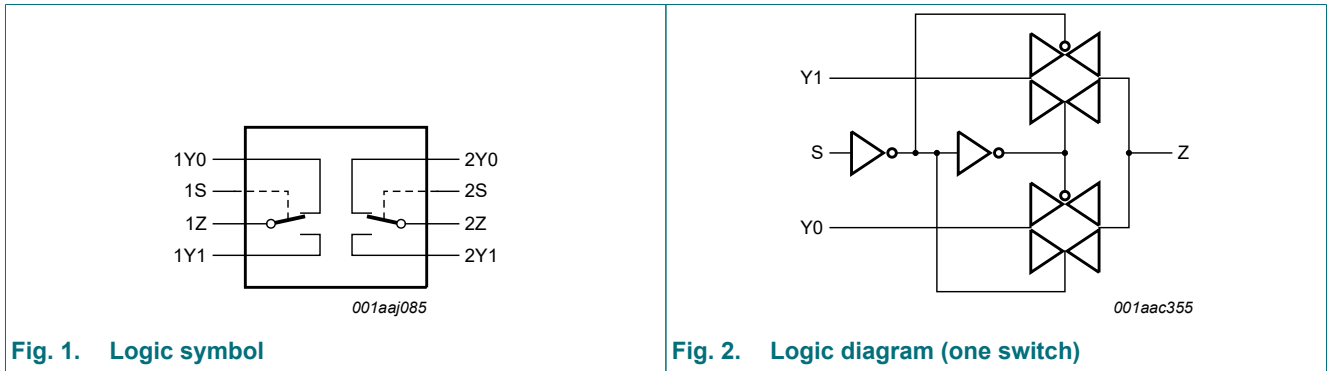 1Y0
1S
1Z
1Y1
2Y0
2S
2Z
2Y1
001aaj085
Fig. 1. Logic symbol
Y1
S
Z
Y0
001aac355
Fig. 2. Logic diagram (one switch)